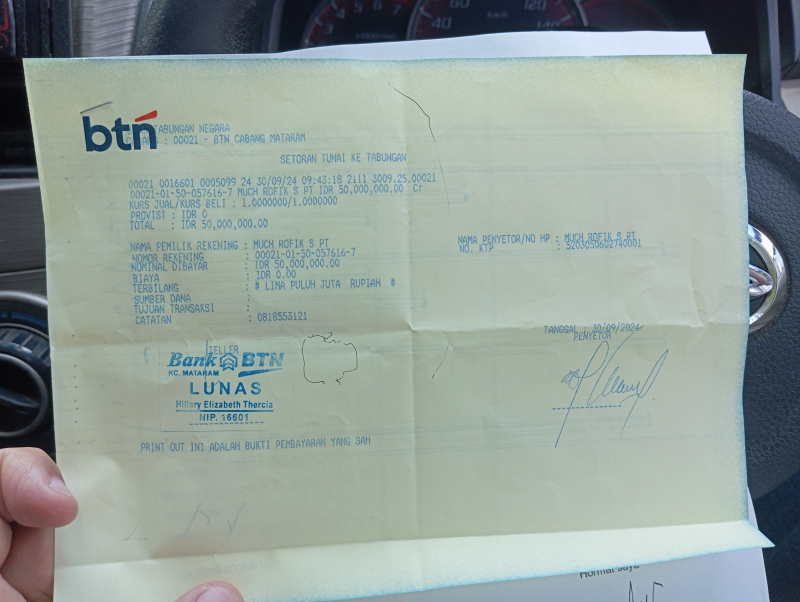 btn
TABUNGAN NEGARA
: 00021 - BTN CABANG MATARAM
SETORAN TUNAI KE TABUNGAN
00021 0016601 0005099 24 30/09/24 09:43:18 2111 3009.25.00021
00021-01-50-057616-7 MUCH ROFIK S PT IDR 50,000,000.00 Cr
KURS JUAL/KURS BELI : 1.0000000/1.0000000
PROVISI : IDR 0
TOTAL : IDR 50,000,000.00
NAMA PEMILIK REKENING : MUCH ROFIK S PT
NOMOR REKENING : 00021-01-50-057616-7
NOMINAL DIBAYAR : IDR 50,000,000.00
BIAYA : IDR 0.00
TERBILANG : # LIMA PULUH JUTA RUPIAH #
SUMBER DANA :
TUJUAN TRANSAKSI :
CATATAN : 0818553121
NAMA PENYETOR/NO HP : MUCH ROFIK S PT
NO. KTP : 5203050602740001
TANGGAL : 30/09/2024
PENYETOR
TELLER
Bank BTN
KC. MATARAM
LUNAS
Hillary Elizabeth Thercia
NIP. 16601
PRINT OUT INI ADALAH BUKTI PEMBAYARAN YANG SAH
Hormat saya
120
40
km/h
140